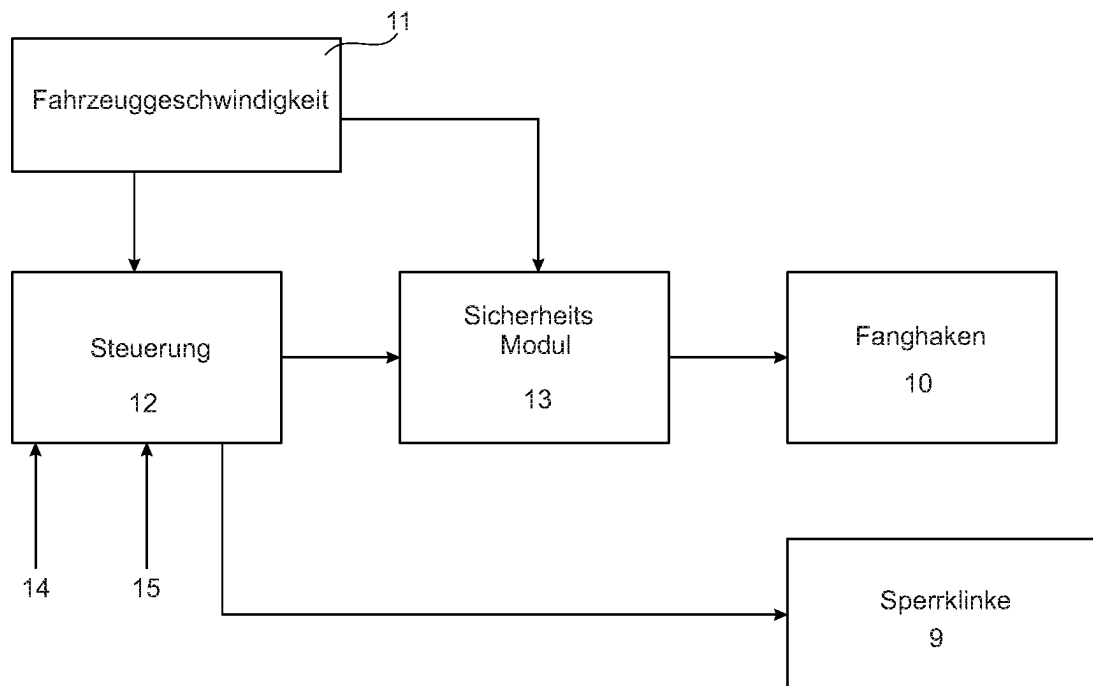 11
Fahrzeuggeschwindigkeit
Steuerung
12
Sicherheits
Modul
13
Fanghaken
10
14
15
Sperrklinke
9